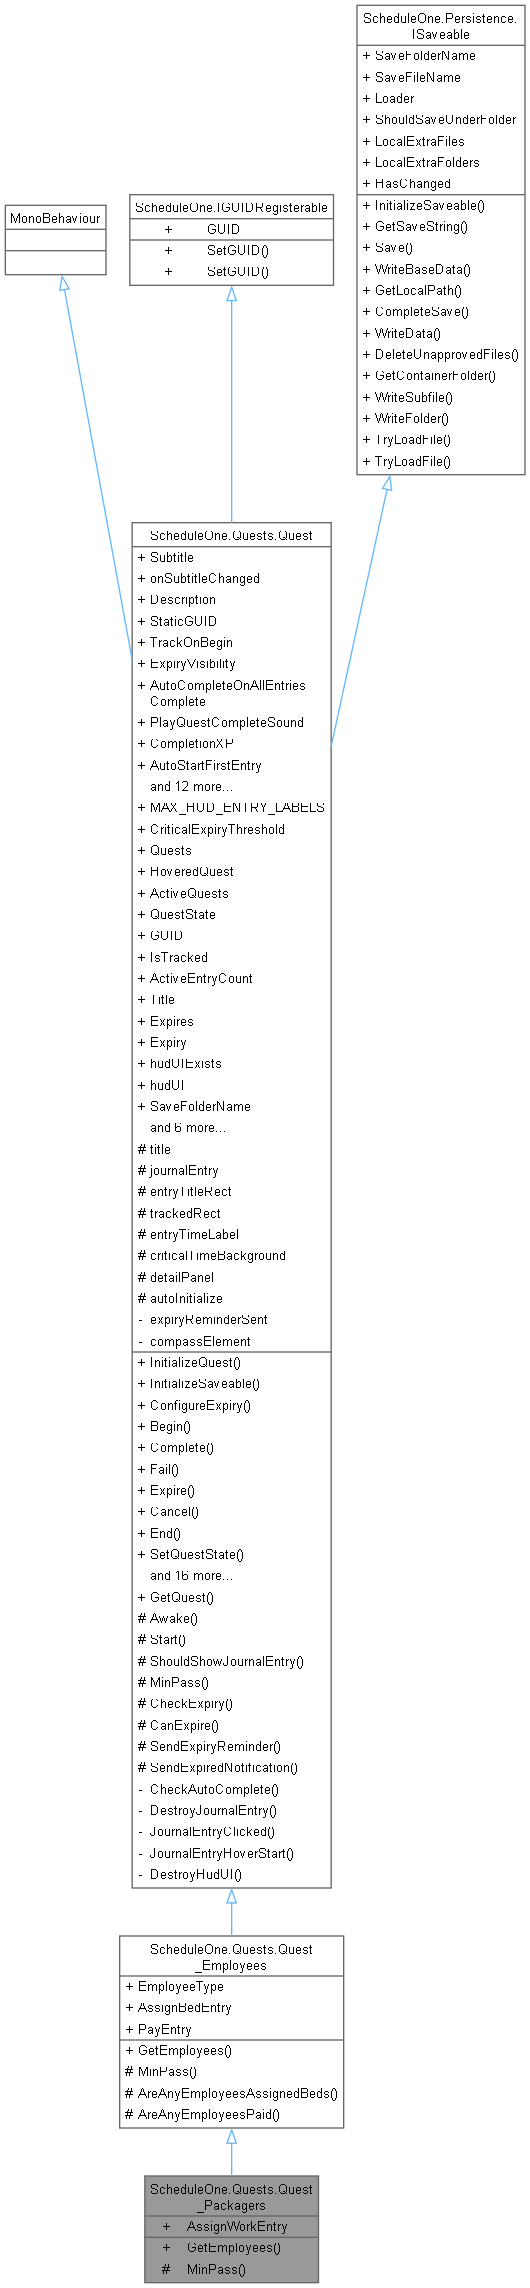 ScheduleOne.Persistence.
ISaveable
+ SaveFolderName
+ SaveFileName
+ Loader
+ ShouldSaveUnderFolder
+ LocalExtraFiles
+ LocalExtraFolders
+ HasChanged
+ InitializeSaveable()
+ GetSaveString()
+ Save()
+ WriteBaseData()
+ GetLocalPath()
+ CompleteSave()
+ WriteData()
+ DeleteUnapprovedFiles()
+ GetContainerFolder()
+ WriteSubfile()
+ WriteFolder()
+ TryLoadFile()
+ TryLoadFile()
MonoBehaviour
ScheduleOne.IGUIDRegisterable
+ GUID
+ SetGUID()
+ SetGUID()
ScheduleOne.Quests.Quest
+ Subtitle
+ onSubtitleChanged
+ Description
+ StaticGUID
+ TrackOnBegin
+ ExpiryVisibility
+ AutoCompleteOnAllEntries
Complete
+ PlayQuestCompleteSound
+ CompletionXP
+ AutoStartFirstEntry
and 12 more...
+ MAX_HUD_ENTRY_LABELS
+ CriticalExpiryThreshold
+ Quests
+ HoveredQuest
+ ActiveQuests
+ QuestState
+ GUID
+ IsTracked
+ ActiveEntryCount
+ Title
+ Expires
+ Expiry
+ hudUIExists
+ hudUI
+ SaveFolderName
and 6 more...
# title
# journalEntry
# entryTitleRect
# trackedRect
# entryTimeLabel
# criticalTimeBackground
# detailPanel
# autoInitialize
- expiryReminderSent
- compassElement
+ InitializeQuest()
+ InitializeSaveable()
+ ConfigureExpiry()
+ Begin()
+ Complete()
+ Fail()
+ Expire()
+ Cancel()
+ End()
+ SetQuestState()
and 16 more...
+ GetQuest()
# Awake()
# Start()
# ShouldShowJournalEntry()
# MinPass()
# CheckExpiry()
# CanExpire()
# SendExpiryReminder()
# SendExpiredNotification()
- CheckAutoComplete()
- DestroyJournalEntry()
- JournalEntryClicked()
- JournalEntryHoverStart()
- DestroyHudUI()
ScheduleOne.Quests.Quest
_Employees
+ EmployeeType
+ AssignBedEntry
+ PayEntry
+ GetEmployees()
# MinPass()
# AreAnyEmployeesAssignedBeds()
# AreAnyEmployeesPaid()
ScheduleOne.Quests.Quest
_Packagers
+ AssignWorkEntry
+ GetEmployees()
# MinPass()